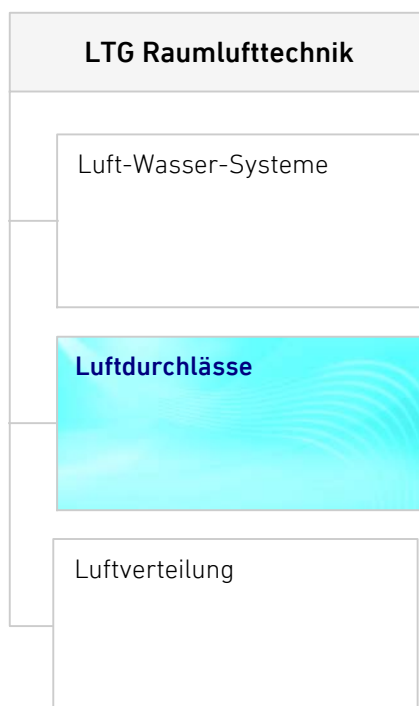 LTG Raumlufttechnik
Luft-Wasser-Systeme
Luftdurchlässe
Luftverteilung